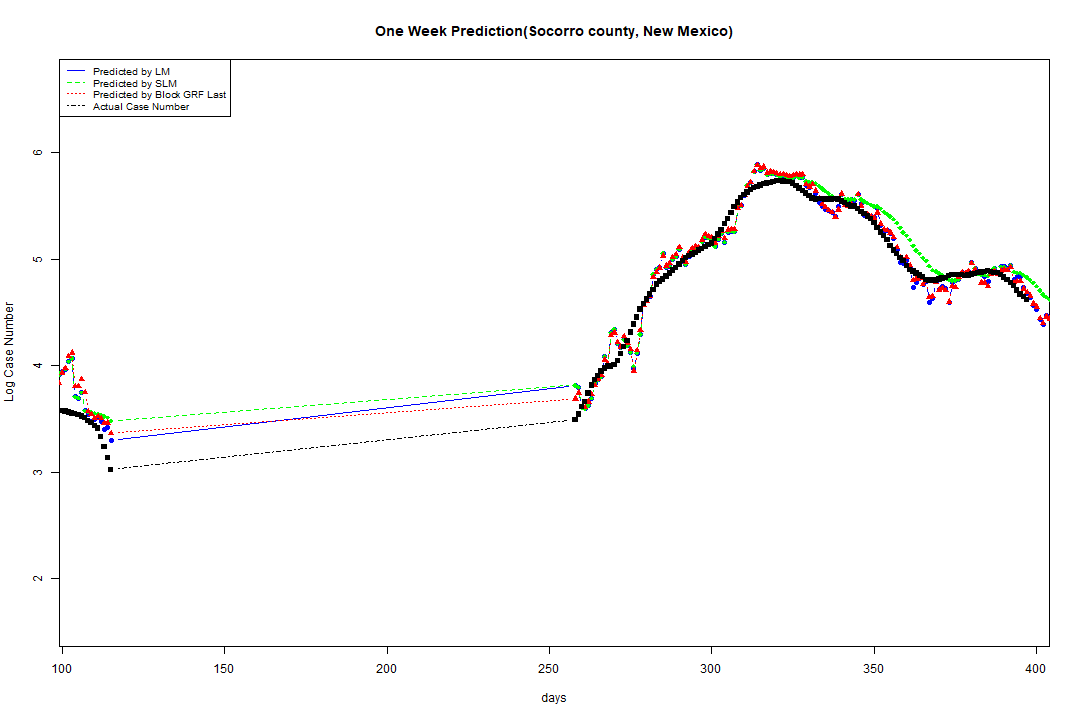 One Week Prediction(Socorro county, New Mexico)
Predicted by LM
Predicted by SLM
Predicted by Block GRF Last
Actual Case Number
6
5
4
3
2
Log Case Number
100 150 200 250 300 350 400
days